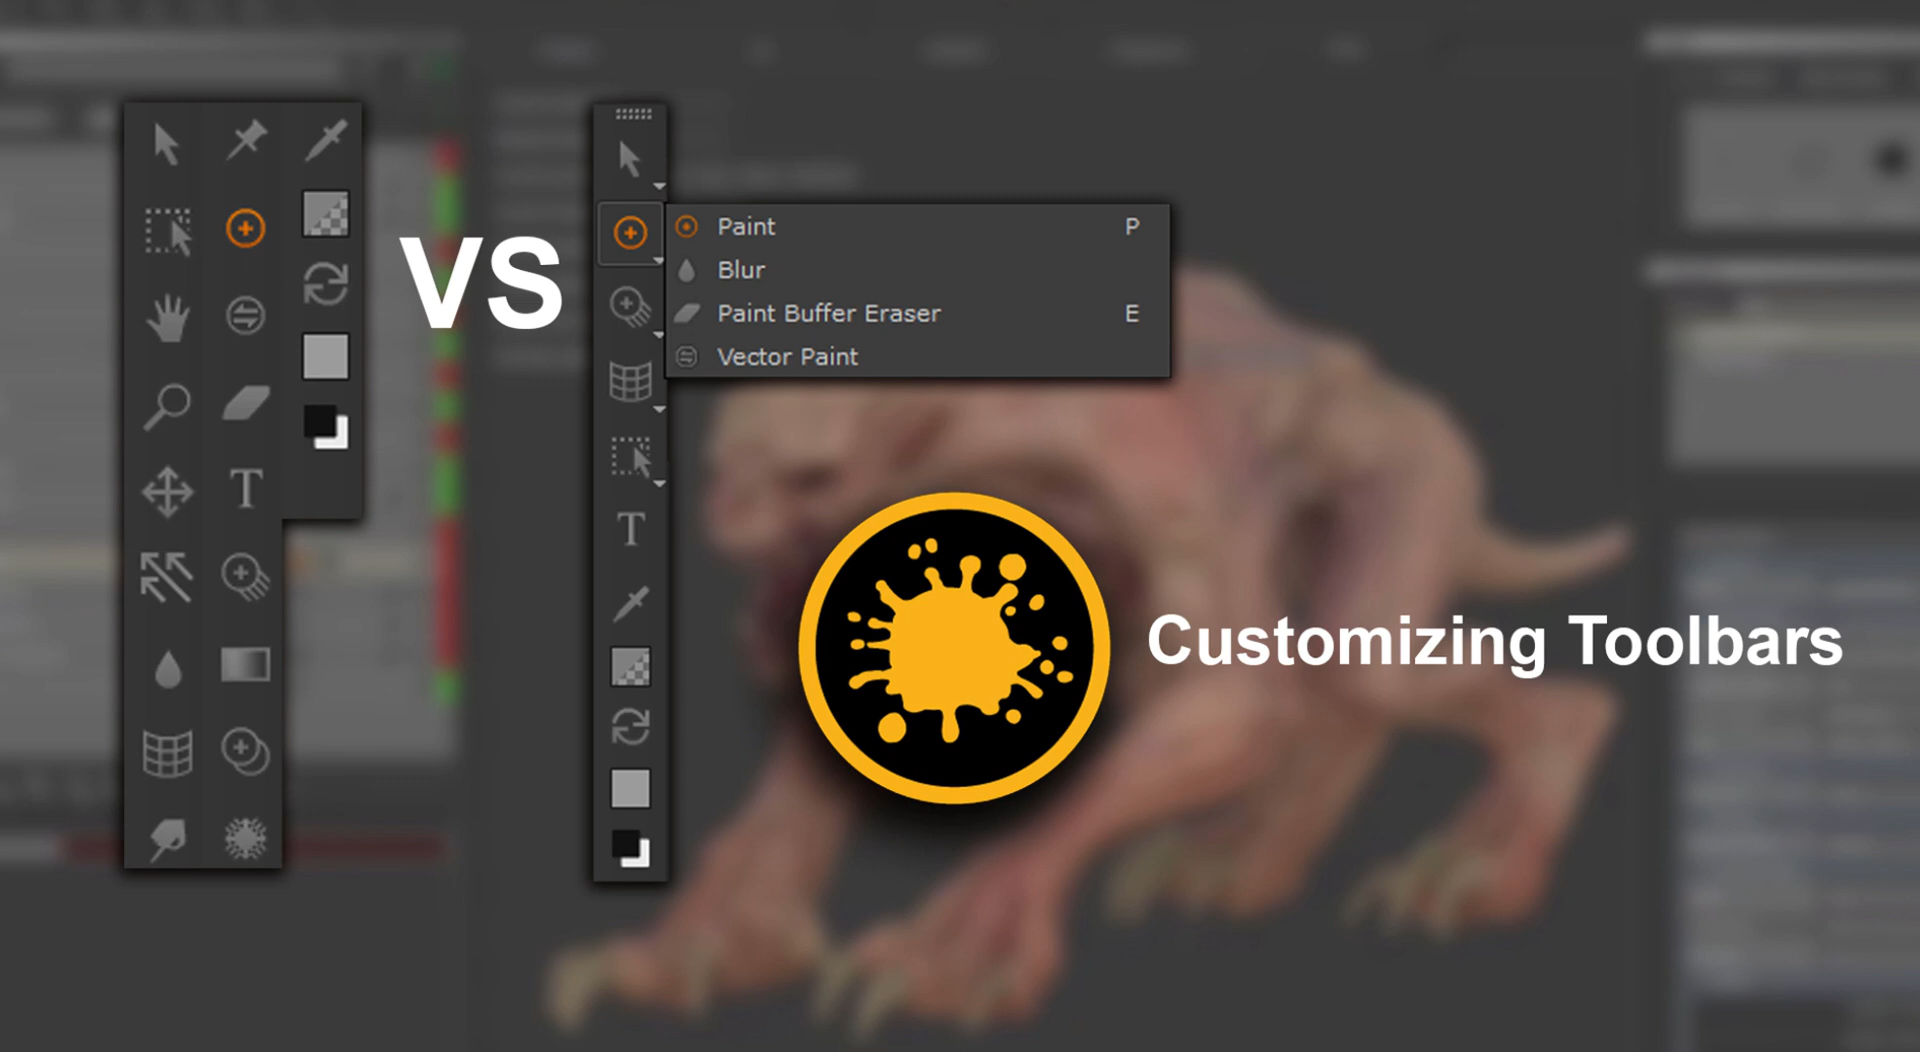 VS
Paint P
Blur
Paint Buffer Eraser E
Vector Paint
T
T
Customizing Toolbars